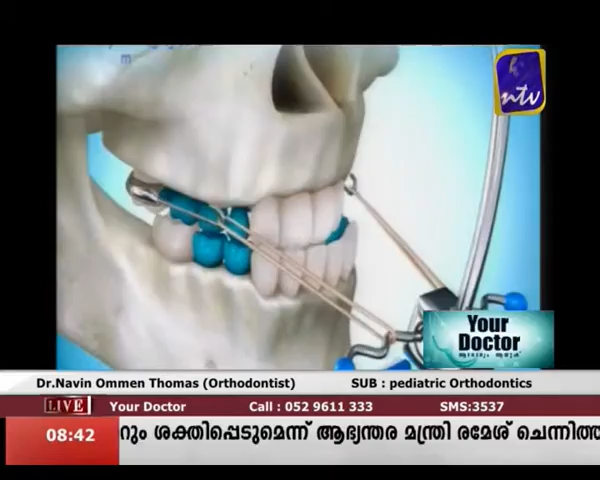 ntv
Your
Doctor
Dr.Navin Ommen Thomas (Orthodontist) SUB : pediatric Orthodontics
LIVE Your Doctor Call : 052 9611 333 SMS:3537
08:42 റും ശക്തിപ്പെടുമെന്ന് ആഭ്യന്തര മന്ത്രി രമേശ് ചെന്നിത്ത